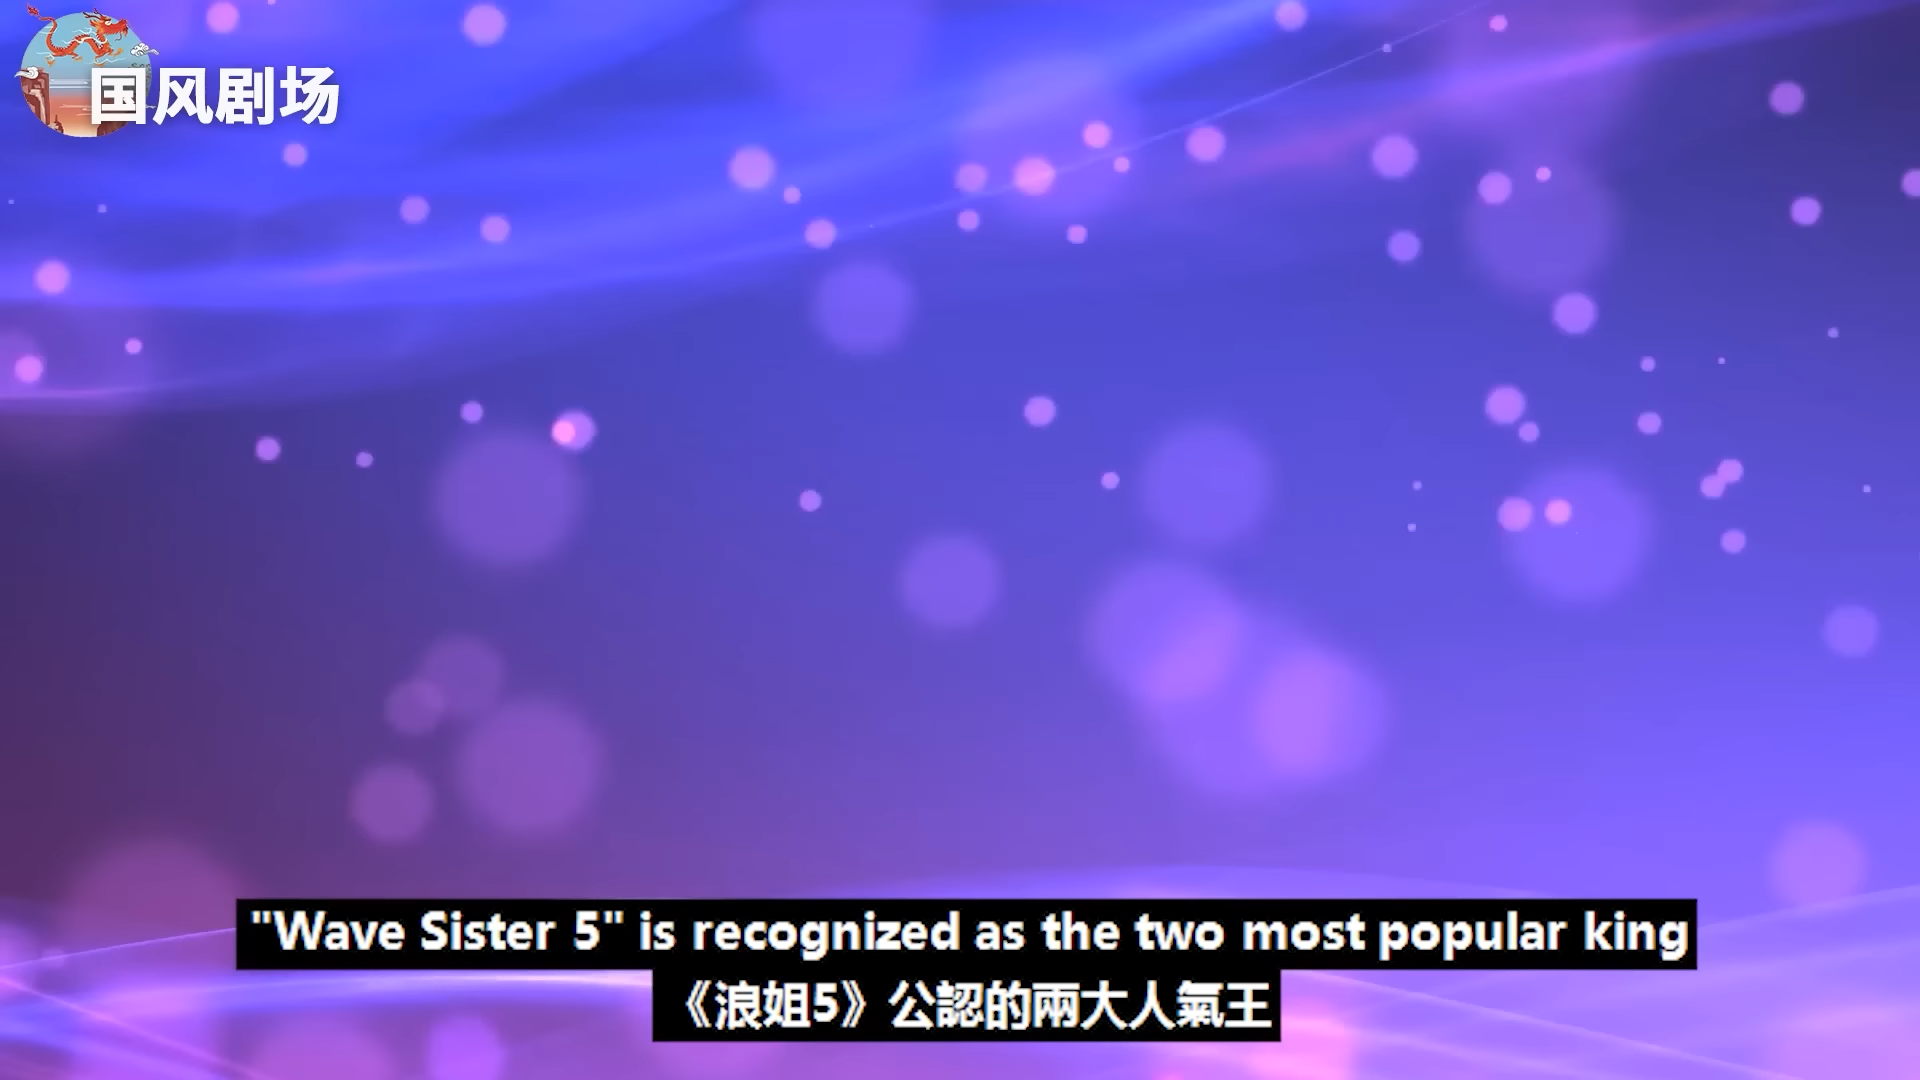 国风剧场
"Wave Sister 5" is recognized as the two most popular king
《浪姐5》公認的兩大人氣王